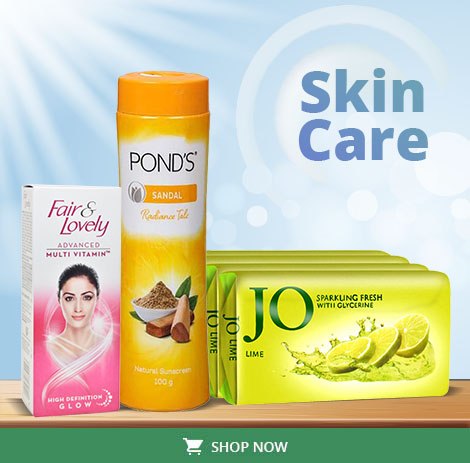 Skin
Care
Fair &
Lovely
ADVANCED
MULTI VITAMIN™
HIGH DEFINITION
GLOW
POND'S
SANDAL
Radiance Talc
Natural Sunscreen
100 g
JO
SPARKLING FRESH
WITH GLYCERINE
LIME
JO
LIME
SHOP NOW